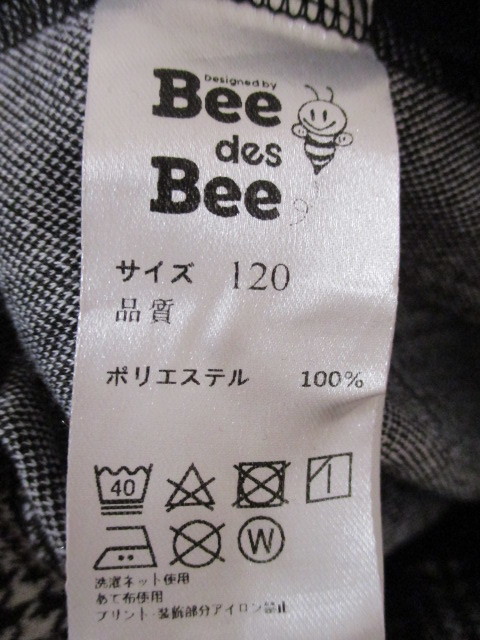 Designed by
Bee
des
Bee
サイズ 120
品質
ポリエステル 100%
40
W
洗濯ネット使用
あて布使用
プリント・装飾部分アイロン禁止